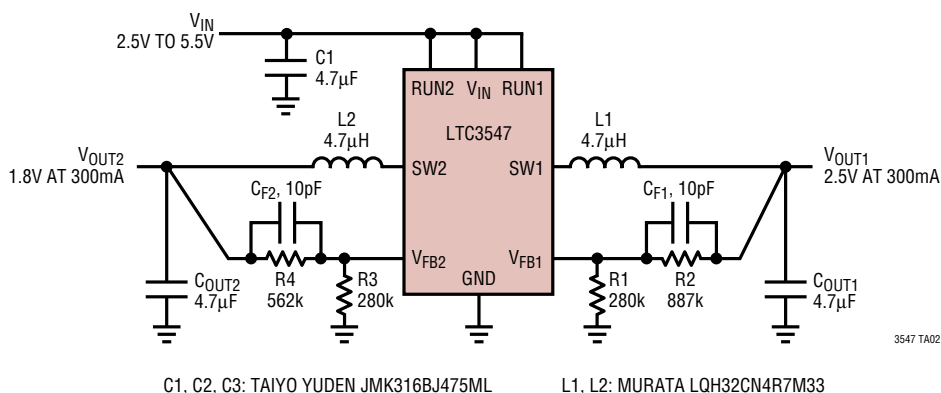 VIN
2.5V TO 5.5V
C1
4.7µF
RUN2 VIN RUN1
LTC3547
L2
4.7µH
L1
4.7µH
VOUT2
1.8V AT 300mA
SW2
SW1
VOUT1
2.5V AT 300mA
CF2, 10pF
CF1, 10pF
VFB2
VFB1
GND
R4
562k
R3
280k
R1
280k
R2
887k
COUT2
4.7µF
COUT1
4.7µF
3547 TA02
C1, C2, C3: TAIYO YUDEN JMK316BJ475ML
L1, L2: MURATA LQH32CN4R7M33